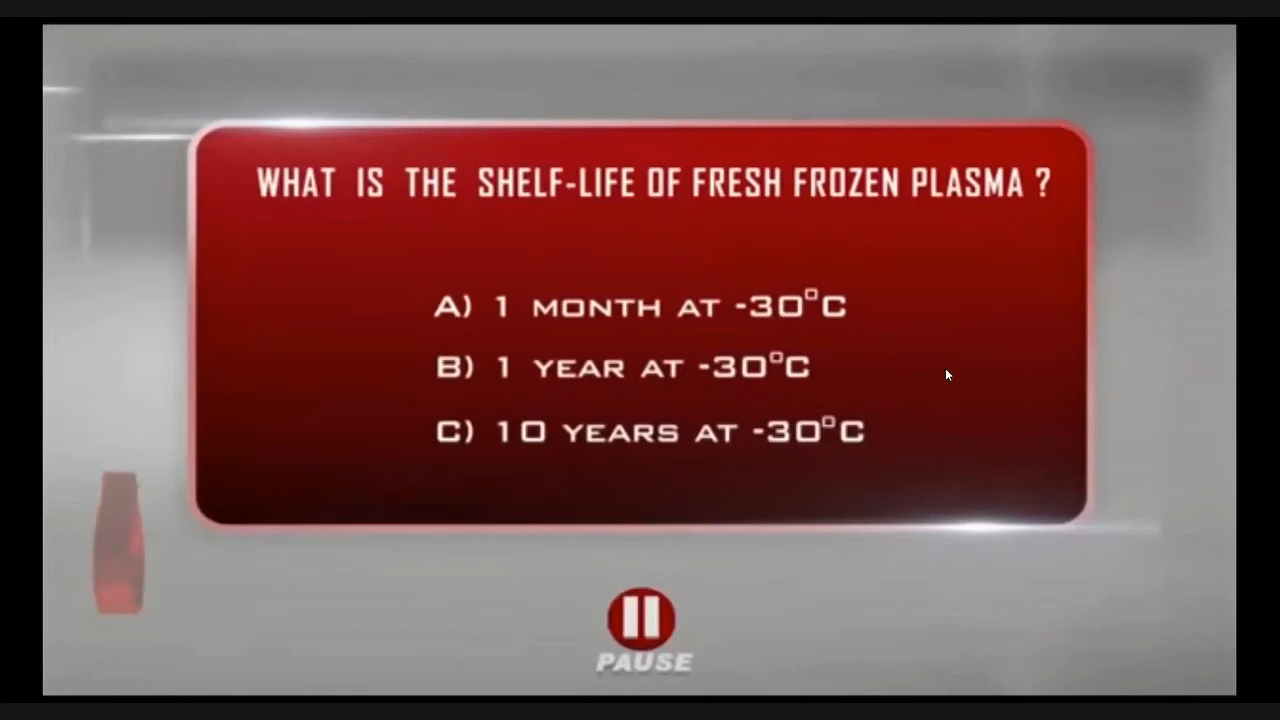 WHAT IS THE SHELF-LIFE OF FRESH FROZEN PLASMA ?
A) 1 MONTH AT -30°C
B) 1 YEAR AT -30°C
C) 10 YEARS AT -30°C
PAUSE